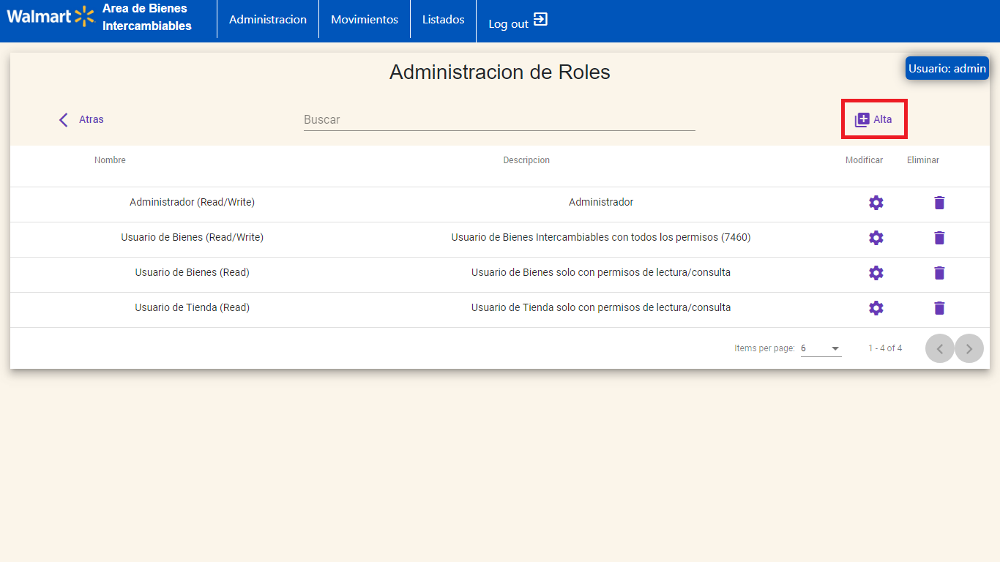 Walmart
Area de Bienes
Intercambiables
Administracion
Movimientos
Listados
Log out
Administracion de Roles
Usuario: admin
Atras
Buscar
Alta
Nombre Descripcion Modificar Eliminar
Administrador (Read/Write) Administrador
Usuario de Bienes (Read/Write) Usuario de Bienes Intercambiables con todos los permisos (7460)
Usuario de Bienes (Read) Usuario de Bienes solo con permisos de lectura/consulta
Usuario de Tienda (Read) Usuario de Tienda solo con permisos de lectura/consulta
Items per page: 6 1 - 4 of 4